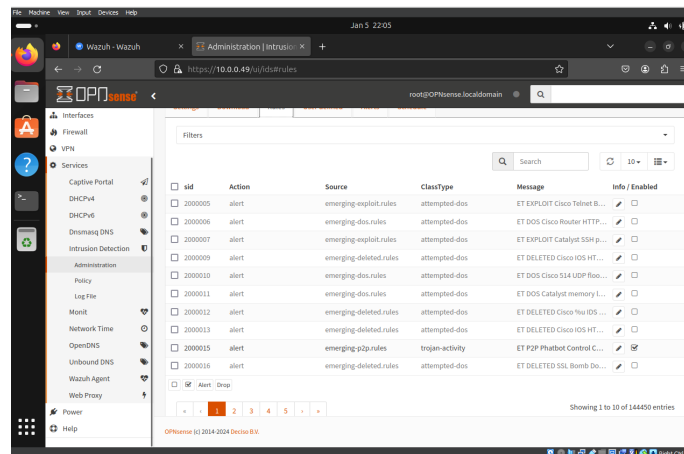 File Machine View Input Devices Help
Jan 5 22:05
Wazuh - Wazuh × Administration | Intrusion × +
https://10.0.0.49/ui/ids#rules
OPNsense root@OPNsense.localdomain
Interfaces
Firewall
VPN
Services
Captive Portal
DHCPv4
DHCPv6
Dnsmasq DNS
Intrusion Detection
Administration
Policy
Log File
Monit
Network Time
OpenDNS
Unbound DNS
Wazuh Agent
Web Proxy
Power
Help
Filters
Search 10
sid Action Source ClassType Message Info / Enabled
2000005 alert emerging-exploit.rules attempted-dos ET EXPLOIT Cisco Telnet B...
2000006 alert emerging-dos.rules attempted-dos ET DOS Cisco Router HTTP...
2000007 alert emerging-exploit.rules attempted-dos ET EXPLOIT Catalyst SSH p...
2000009 alert emerging-deleted.rules attempted-dos ET DELETED Cisco IOS HT...
2000010 alert emerging-dos.rules attempted-dos ET DOS Cisco 514 UDP floo...
2000011 alert emerging-dos.rules attempted-dos ET DOS Catalyst memory l...
2000012 alert emerging-deleted.rules attempted-dos ET DELETED Cisco %u IDS ...
2000013 alert emerging-deleted.rules attempted-dos ET DELETED Cisco IOS HT...
2000015 alert emerging-p2p.rules trojan-activity ET P2P Phatbot Control C...
2000016 alert emerging-deleted.rules attempted-dos ET DELETED SSL Bomb Do...
Alert Drop
« ‹ 1 2 3 4 5 › »
Showing 1 to 10 of 144450 entries
OPNsense (c) 2014-2024 Deciso B.V.
Right Ctrl